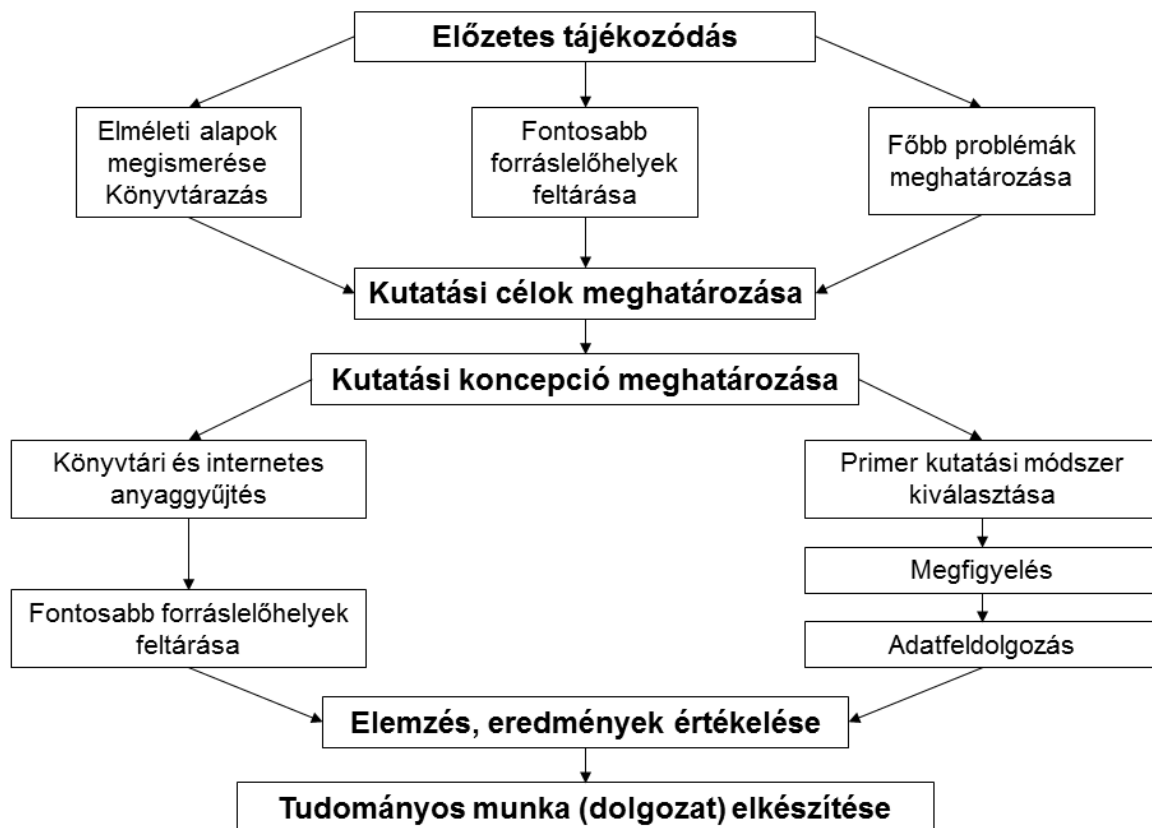 Előzetes tájékozódás
Elméleti alapok
megismerése
Könyvtárazás
Fontosabb
forráslelőhelyek
feltárása
Főbb problémák
meghatározása
Kutatási célok meghatározása
Kutatási koncepció meghatározása
Könyvtári és internetes
anyaggyűjtés
Fontosabb forráslelőhelyek
feltárása
Primer kutatási módszer
kiválasztása
Megfigyelés
Adatfeldolgozás
Elemzés, eredmények értékelése
Tudományos munka (dolgozat) elkészítése